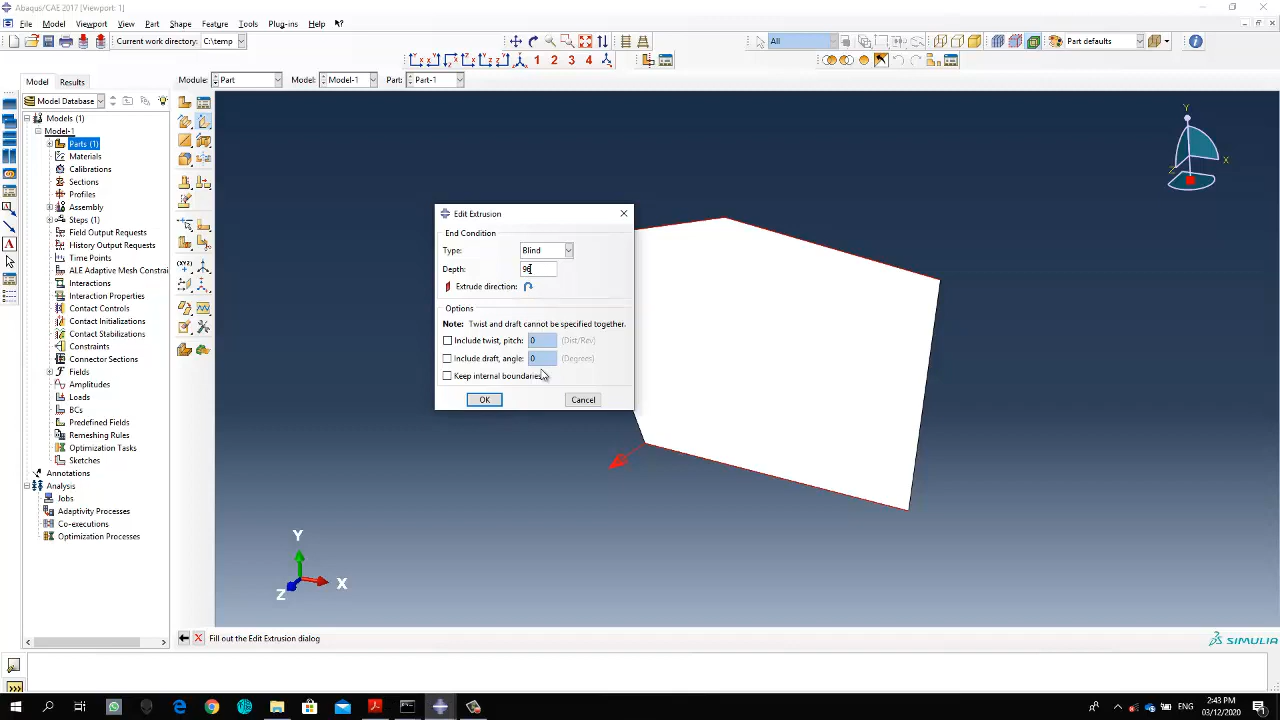 Abaqus/CAE 2017 [Viewport: 1]
File Model Viewport View Part Shape Feature Tools Plug-ins Help
Current work directory: C:\temp
All
Part defaults
1 2 3 4
Model Results
Module: Part Model: Model-1 Part: Part-1
Model Database
Models (1)
Model-1
Parts (1)
Materials
Calibrations
Sections
Profiles
Assembly
Steps (1)
Field Output Requests
History Output Requests
Time Points
ALE Adaptive Mesh Constrai
Interactions
Interaction Properties
Contact Controls
Contact Initializations
Contact Stabilizations
Constraints
Connector Sections
Fields
Amplitudes
Loads
BCs
Predefined Fields
Remeshing Rules
Optimization Tasks
Sketches
Annotations
Analysis
Jobs
Adaptivity Processes
Co-executions
Optimization Processes
Edit Extrusion
End Condition
Type: Blind
Depth: 96
Extrude direction:
Options
Note: Twist and draft cannot be specified together.
Include twist, pitch: 0 (Dist/Rev)
Include draft, angle: 0 (Degrees)
Keep internal boundaries
OK Cancel
Y
X
Z
Y
X
Z
Fill out the Edit Extrusion dialog
SIMULIA
ENG
2:43 PM
03/12/2020